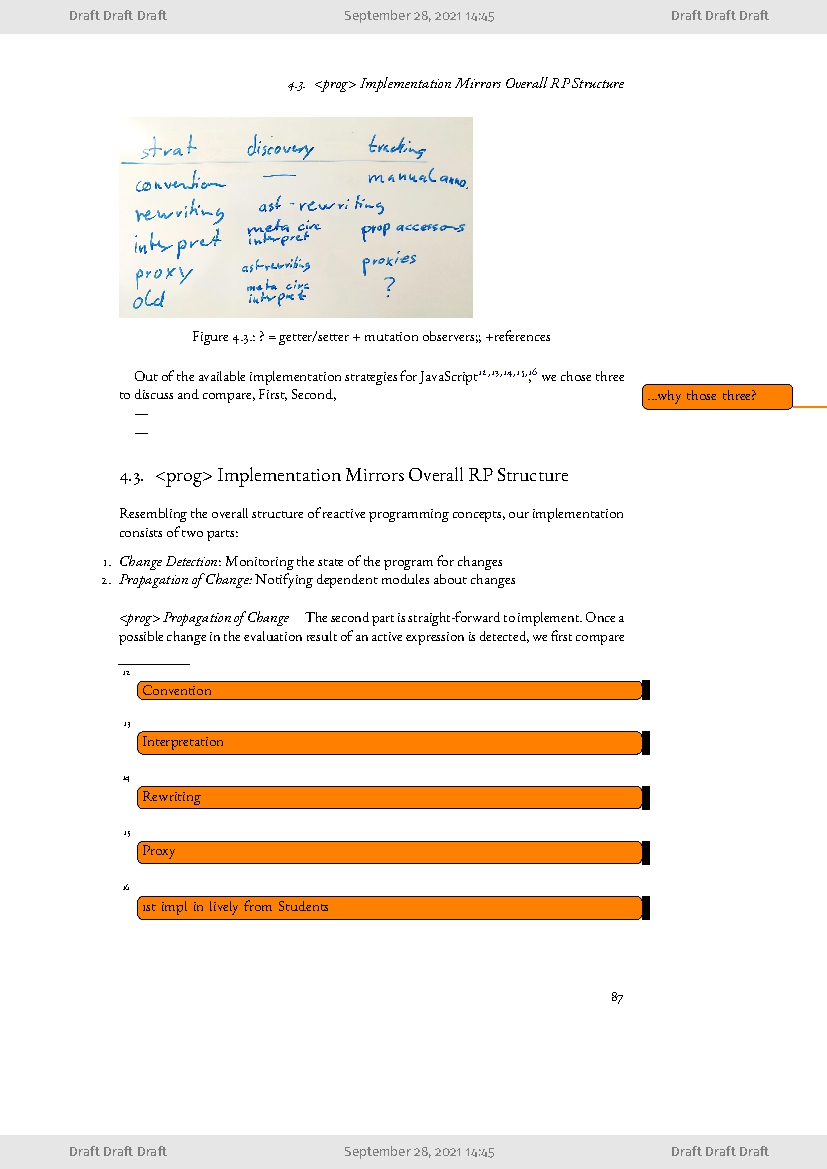 Draft Draft Draft September 28, 2021 14:45 Draft Draft Draft
4.3. <prog> Implementation Mirrors Overall RP Structure
strat discovery tracking
convention — manual anno.
rewriting ast-rewriting
interpret meta circ interpret prop accessors
proxy ast-rewriting proxies
old meta circ interpret ?
Figure 4.3.: ? = getter/setter + mutation observers;; +references
Out of the available implementation strategies for JavaScript12,13,14,15,16 we chose three
to discuss and compare, First, Second,
...why those three?
—
—
4.3. <prog> Implementation Mirrors Overall RP Structure
Resembling the overall structure of reactive programming concepts, our implementation
consists of two parts:
1. Change Detection: Monitoring the state of the program for changes
2. Propagation of Change: Notifying dependent modules about changes
<prog> Propagation of Change The second part is straight-forward to implement. Once a
possible change in the evaluation result of an active expression is detected, we first compare
12
Convention
13
Interpretation
14
Rewriting
15
Proxy
16
1st impl in lively from Students
87
Draft Draft Draft September 28, 2021 14:45 Draft Draft Draft